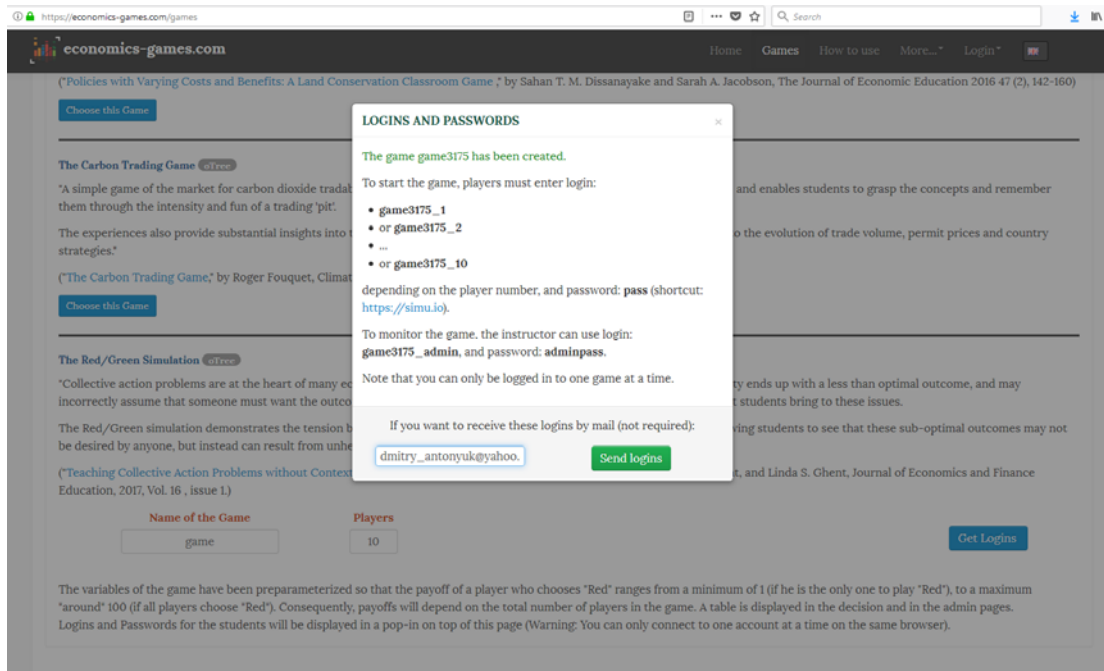 https://economics-games.com/games
Search
economics-games.com
Home Games How to use More... Login
("Policies with Varying Costs and Benefits: A Land Conservation Classroom Game ," by Sahan T. M. Dissanayake and Sarah A. Jacobson, The Journal of Economic Education 2016 47 (2), 142-160)
Choose this Game
The Carbon Trading Game oTree
"A simple game of the market for carbon dioxide tradab
and enables students to grasp the concepts and remember
them through the intensity and fun of a trading 'pit'.
The experiences also provide substantial insights into
o the evolution of trade volume, permit prices and country
strategies."
("The Carbon Trading Game," by Roger Fouquet, Climat
Choose this Game
The Red/Green Simulation oTree
"Collective action problems are at the heart of many ec
ty ends up with a less than optimal outcome, and may
incorrectly assume that someone must want the outco
t students bring to these issues.
The Red/Green simulation demonstrates the tension b
ving students to see that these sub-optimal outcomes may not
be desired by anyone, but instead can result from unhe
("Teaching Collective Action Problems without Context
t, and Linda S. Ghent, Journal of Economics and Finance
Education, 2017, Vol. 16 , issue 1.)
Name of the Game Players
game 10 Get Logins
The variables of the game have been preparameterized so that the payoff of a player who chooses "Red" ranges from a minimum of 1 (if he is the only one to play "Red"), to a maximum
"around" 100 (if all players choose "Red"). Consequently, payoffs will depend on the total number of players in the game. A table is displayed in the decision and in the admin pages.
Logins and Passwords for the students will be displayed in a pop-in on top of this page (Warning: You can only connect to one account at a time on the same browser).
LOGINS AND PASSWORDS ×
The game game3175 has been created.
To start the game, players must enter login:
• game3175_1
• or game3175_2
• ...
• or game3175_10
depending on the player number, and password: pass (shortcut:
https://simu.io).
To monitor the game, the instructor can use login:
game3175_admin, and password: adminpass.
Note that you can only be logged in to one game at a time.
If you want to receive these logins by mail (not required):
dmitry_antonyuk@yahoo.
Send logins